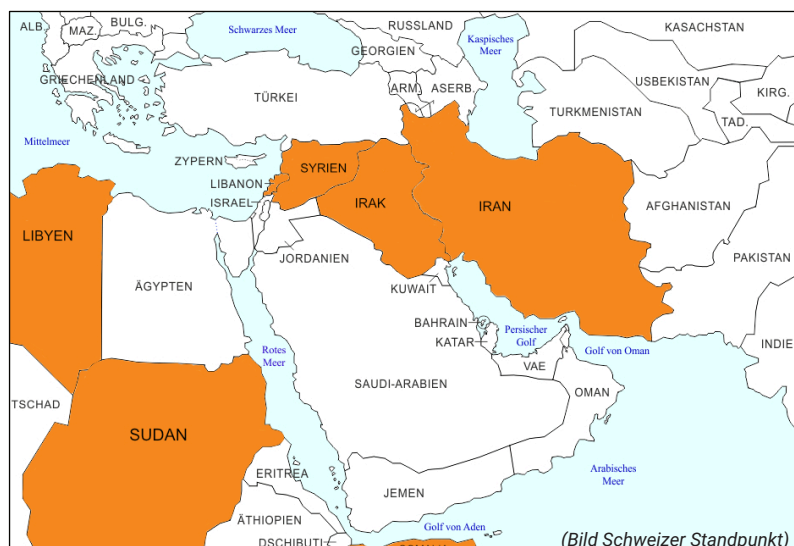 ALB.
MAZ.
BULG.
Schwarzes Meer
RUSSLAND
Kaspisches
Meer
KASACHSTAN
GEORGIEN
GRIECHENLAND
TÜRKEI
ARM.
ASERB.
USBEKISTAN
KIRG.
TURKMENISTAN
TAD.
Mittelmeer
ZYPERN
SYRIEN
LIBANON
ISRAEL
IRAK
IRAN
AFGHANISTAN
LIBYEN
JORDANIEN
PAKISTAN
ÄGYPTEN
KUWAIT
BAHRAIN
KATAR
Persischer
Golf
Golf von Oman
INDIE
Rotes
Meer
VAE
SAUDI-ARABIEN
OMAN
TSCHAD
SUDAN
ERITREA
Arabisches
Meer
JEMEN
ÄTHIOPIEN
Golf von Aden
DSCHIBUTI
(Bild Schweizer Standpunkt)